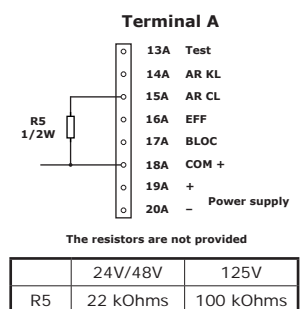 Terminal A
13A Test
14A AR KL
15A AR CL
R5
1/2W
16A EFF
17A BLOC
18A COM +
19A +
Power supply
20A –
The resistors are not provided
24V/48V 125V
R5 22 kOhms 100 kOhms